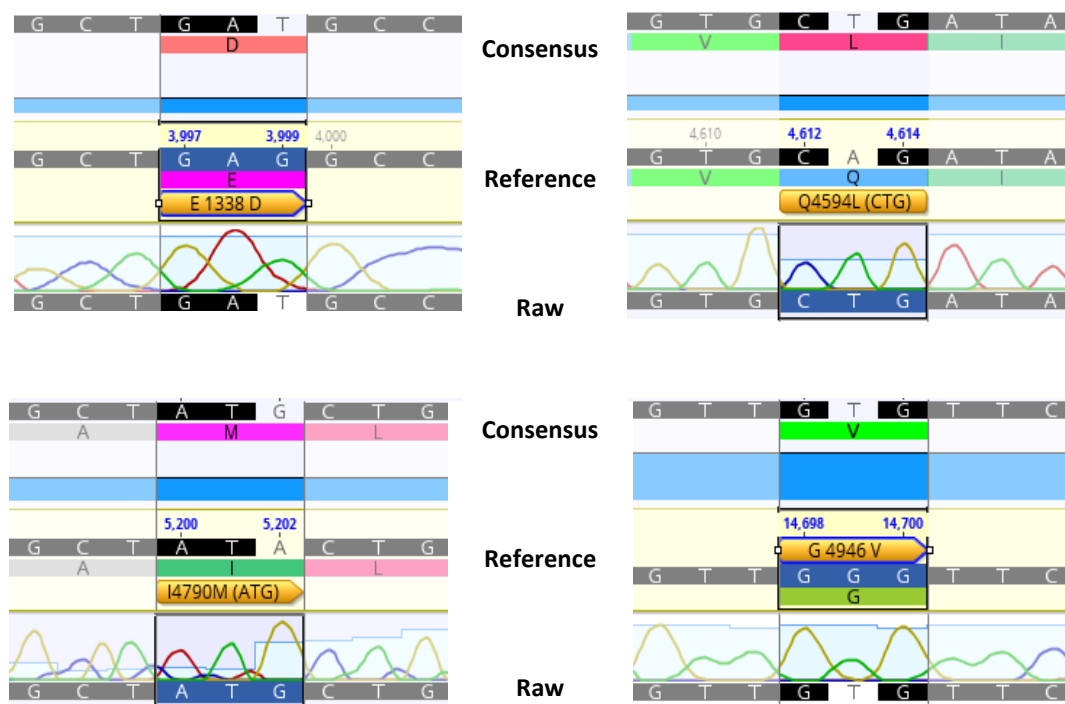 G C T G A T G C C
D
3,997 3,999 4,000
G C T G A G G C C
E
E 1338 D
G C T G A T G C C
Consensus
Reference
Raw
G T G C T G A T A
V L I
4,610 4,612 4,614
G T G C A G A T A
V Q I
Q4594L (CTG)
G T G C T G A T A
G C T A T G C T G
A M L
5,200 5,202
G C T A T A C T G
A I L
I4790M (ATG)
G C T A T G C T G
Consensus
Reference
Raw
G T T G T G T T C
V
14,698 14,700
G 4946 V
G T T G G G T T C
G
G T T G T G T T C